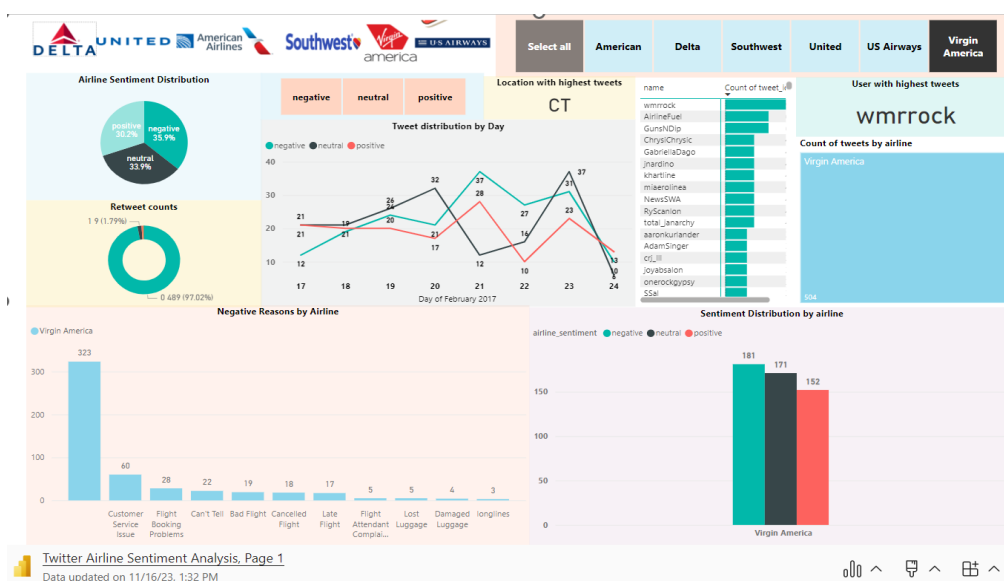 DELTA
UNITED
American
Airlines
Southwest
Virgin
america
U S AIRWAYS
Select all
American
Delta
Southwest
United
US Airways
Virgin
America
Airline Sentiment Distribution
positive
30.2%
negative
35.9%
neutral
33.9%
Retweet counts
1 9 (1.79%)
0 489 (97.02%)
negative
neutral
positive
Location with highest tweets
CT
Tweet distribution by Day
negative neutral positive
40
30
20
10
21
21
12
19
21
26
24
20
32
21
17
37
28
12
27
16
10
37
31
23
13
10
17 18 19 20 21 22 23 24
Day of February 2017
name Count of tweet_i
wmrrock
AirlineFuel
GunsNDip
ChrysiChrysic
GabriellaDago
jnardino
khartline
miaerolinea
NewsSWA
RyScanlon
total_janarchy
aaronkurlander
AdamSinger
crj_iii
joyabsalon
onerockgypsy
SSal
User with highest tweets
wmrrock
Count of tweets by airline
Virgin America
504
Negative Reasons by Airline
Virgin America
300
200
100
0
323
60
28
22
19
18
17
5
5
4
3
Customer
Service
Issue
Flight
Booking
Problems
Can't Tell
Bad Flight
Cancelled
Flight
Late
Flight
Flight
Attendant
Complai...
Lost
Luggage
Damaged
Luggage
longlines
Sentiment Distribution by airline
airline_sentiment negative neutral positive
150
100
50
0
181
171
152
Virgin America
Twitter Airline Sentiment Analysis, Page 1
Data updated on 11/16/23, 1:32 PM